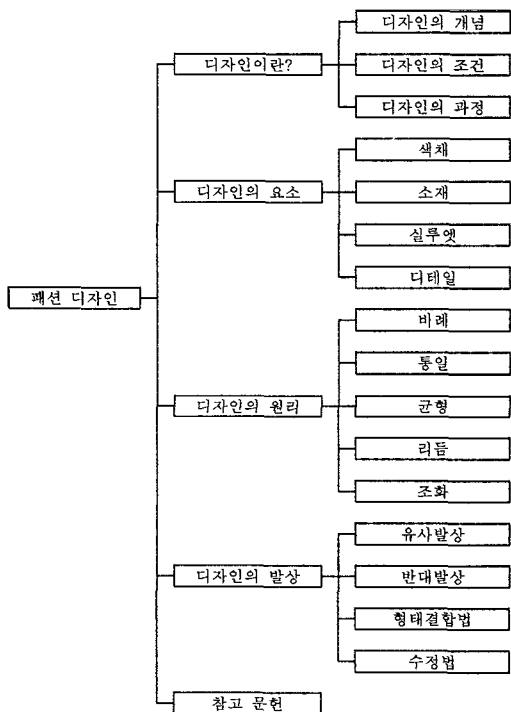 패션 디자인
디자인이란?
디자인의 개념
디자인의 조건
디자인의 과정
디자인의 요소
색채
소재
실루엣
디테일
디자인의 원리
비례
통일
균형
리듬
조화
디자인의 발상
유사발상
반대발상
형태결합법
수정법
참고 문헌